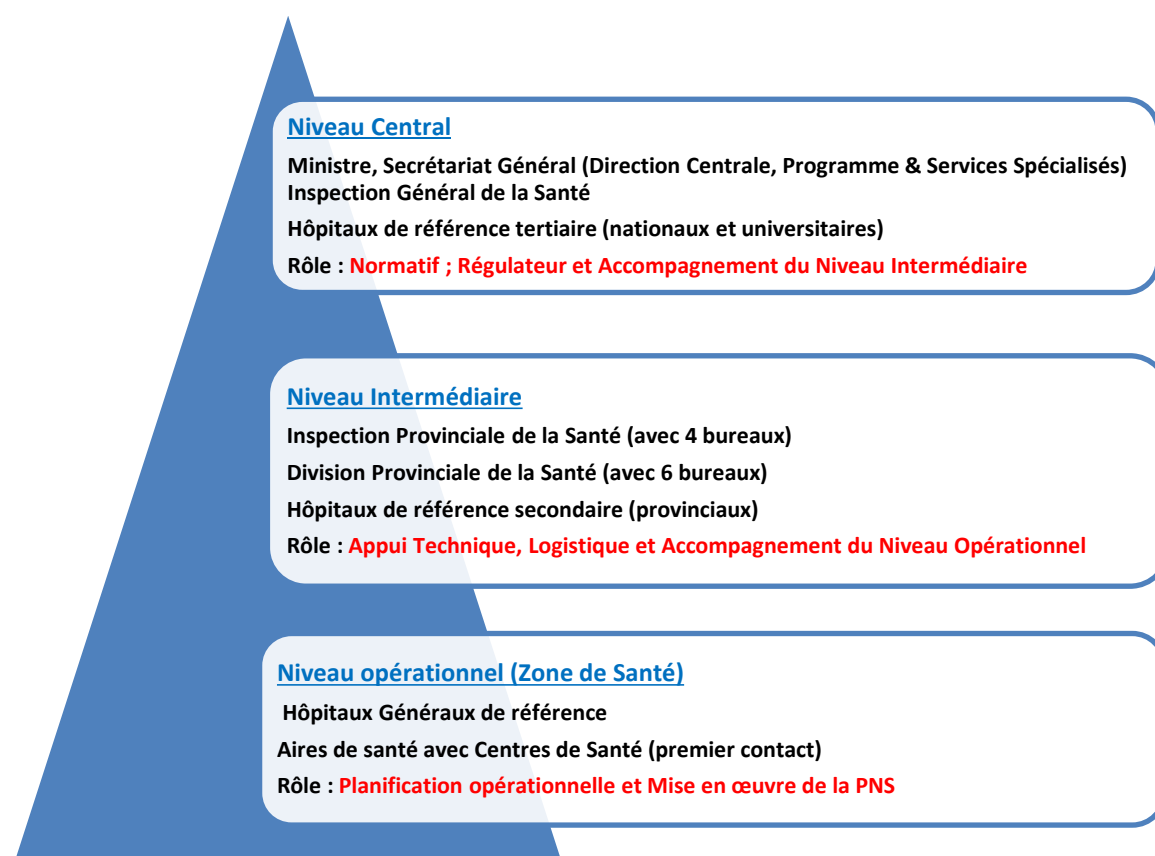 Niveau Central
Ministre, Secrétariat Général (Direction Centrale, Programme & Services Spécialisés)
Inspection Général de la Santé
Hôpitaux de référence tertiaire (nationaux et universitaires)
Rôle : Normatif ; Régulateur et Accompagnement du Niveau Intermédiaire
Niveau Intermédiaire
Inspection Provinciale de la Santé (avec 4 bureaux)
Division Provinciale de la Santé (avec 6 bureaux)
Hôpitaux de référence secondaire (provinciaux)
Rôle : Appui Technique, Logistique et Accompagnement du Niveau Opérationnel
Niveau opérationnel (Zone de Santé)
Hôpitaux Généraux de référence
Aires de santé avec Centres de Santé (premier contact)
Rôle : Planification opérationnelle et Mise en œuvre de la PNS